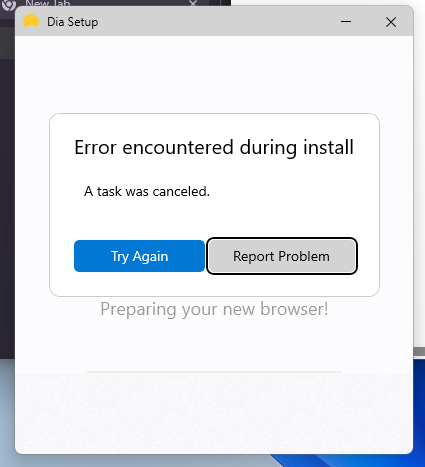 New Tab
Dia Setup
Error encountered during install
A task was canceled.
Try Again
Report Problem
Preparing your new browser!